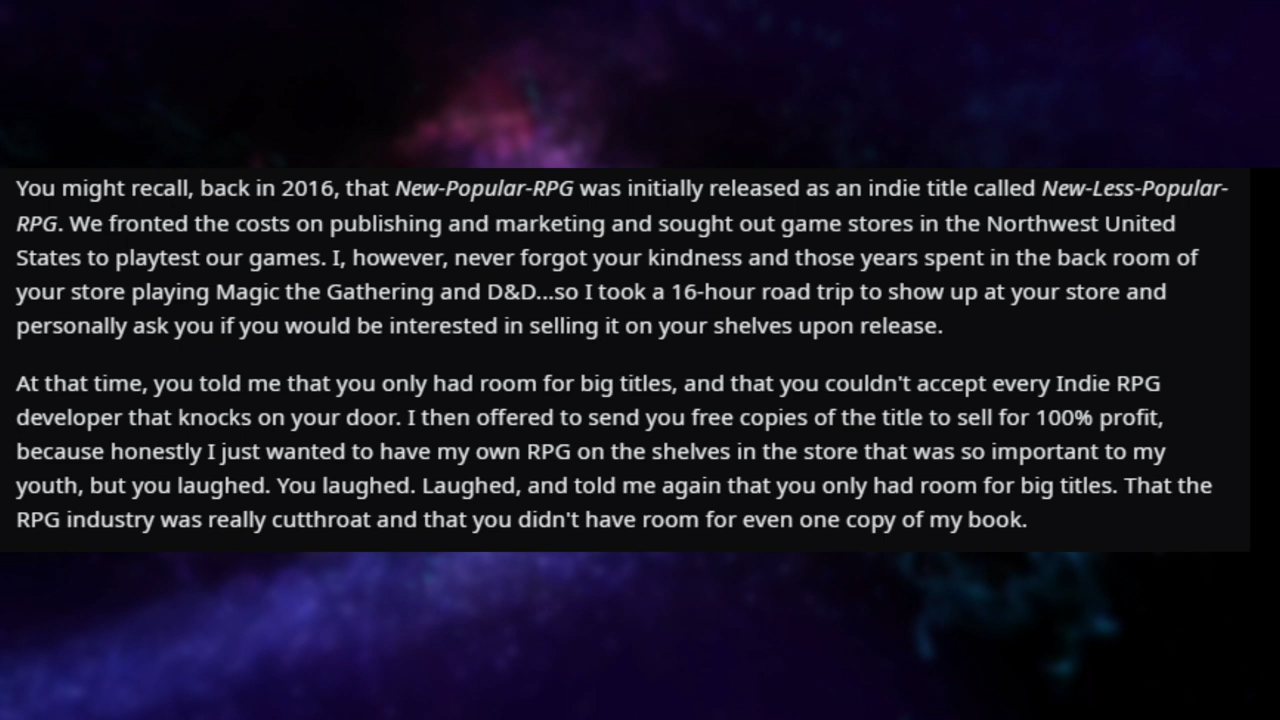 You might recall, back in 2016, that New-Popular-RPG was initially released as an indie title called New-Less-Popular-
RPG. We fronted the costs on publishing and marketing and sought out game stores in the Northwest United
States to playtest our games. I, however, never forgot your kindness and those years spent in the back room of
your store playing Magic the Gathering and D&D...so I took a 16-hour road trip to show up at your store and
personally ask you if you would be interested in selling it on your shelves upon release.
At that time, you told me that you only had room for big titles, and that you couldn't accept every Indie RPG
developer that knocks on your door. I then offered to send you free copies of the title to sell for 100% profit,
because honestly I just wanted to have my own RPG on the shelves in the store that was so important to my
youth, but you laughed. You laughed. Laughed, and told me again that you only had room for big titles. That the
RPG industry was really cutthroat and that you didn't have room for even one copy of my book.